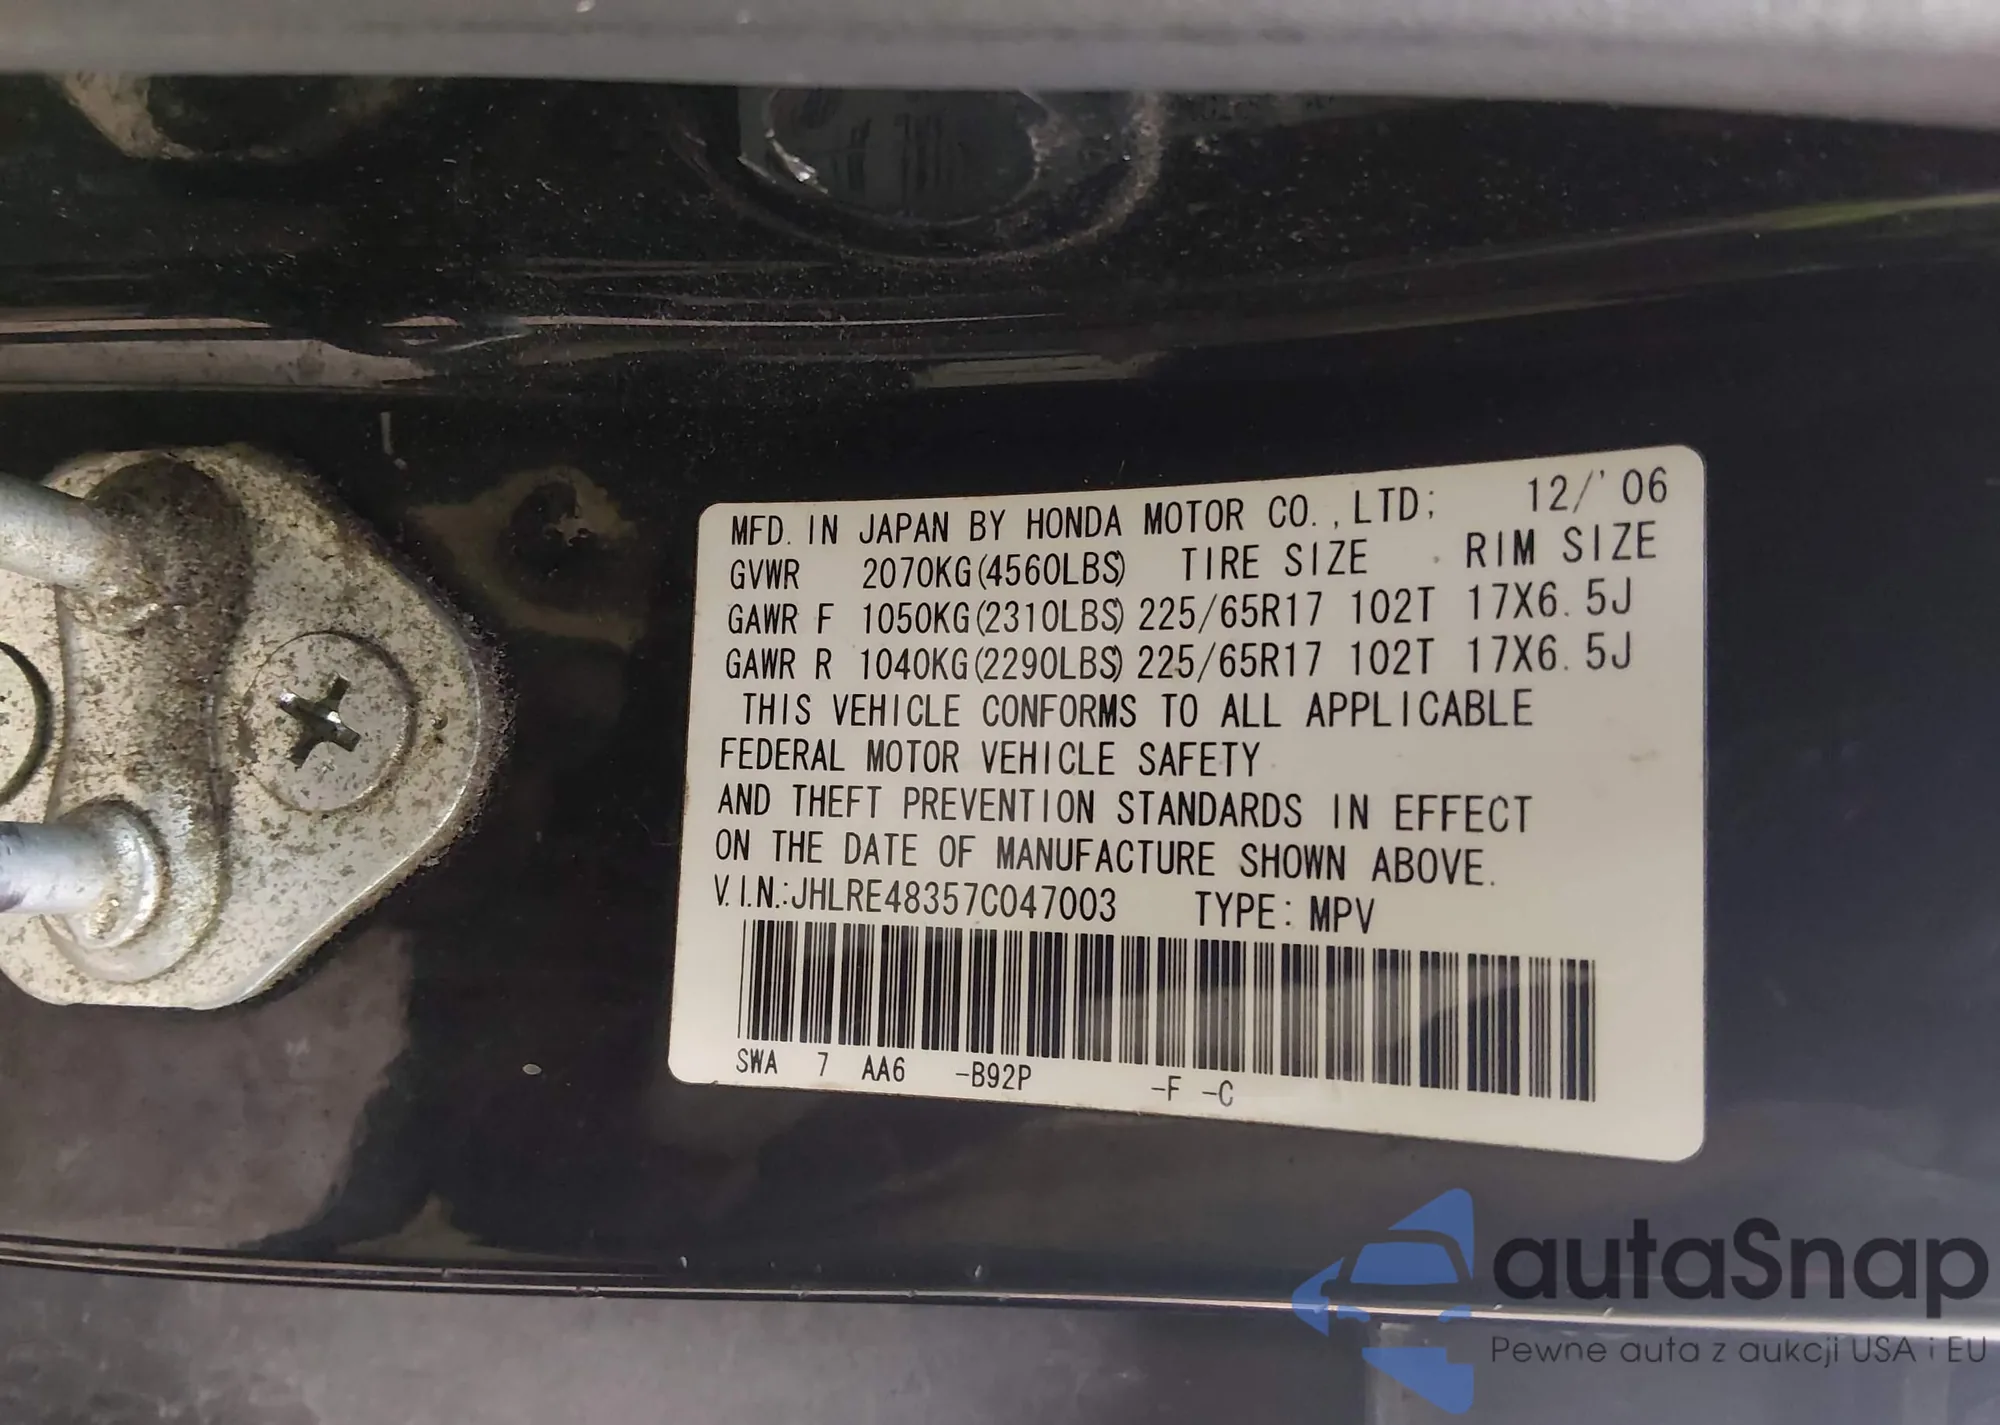 MFD. IN JAPAN BY HONDA MOTOR CO., LTD; 12/'06
GVWR 2070KG(4560LBS) TIRE SIZE RIM SIZE
GAWR F 1050KG(2310LBS) 225/65R17 102T 17X6.5J
GAWR R 1040KG(2290LBS) 225/65R17 102T 17X6.5J
THIS VEHICLE CONFORMS TO ALL APPLICABLE
FEDERAL MOTOR VEHICLE SAFETY
AND THEFT PREVENTION STANDARDS IN EFFECT
ON THE DATE OF MANUFACTURE SHOWN ABOVE.
V.I.N.:JHLRE48357C047003 TYPE: MPV
SWA 7 AA6 -B92P -F -C
autaSnap
Pewne auta z aukcji USA i EU